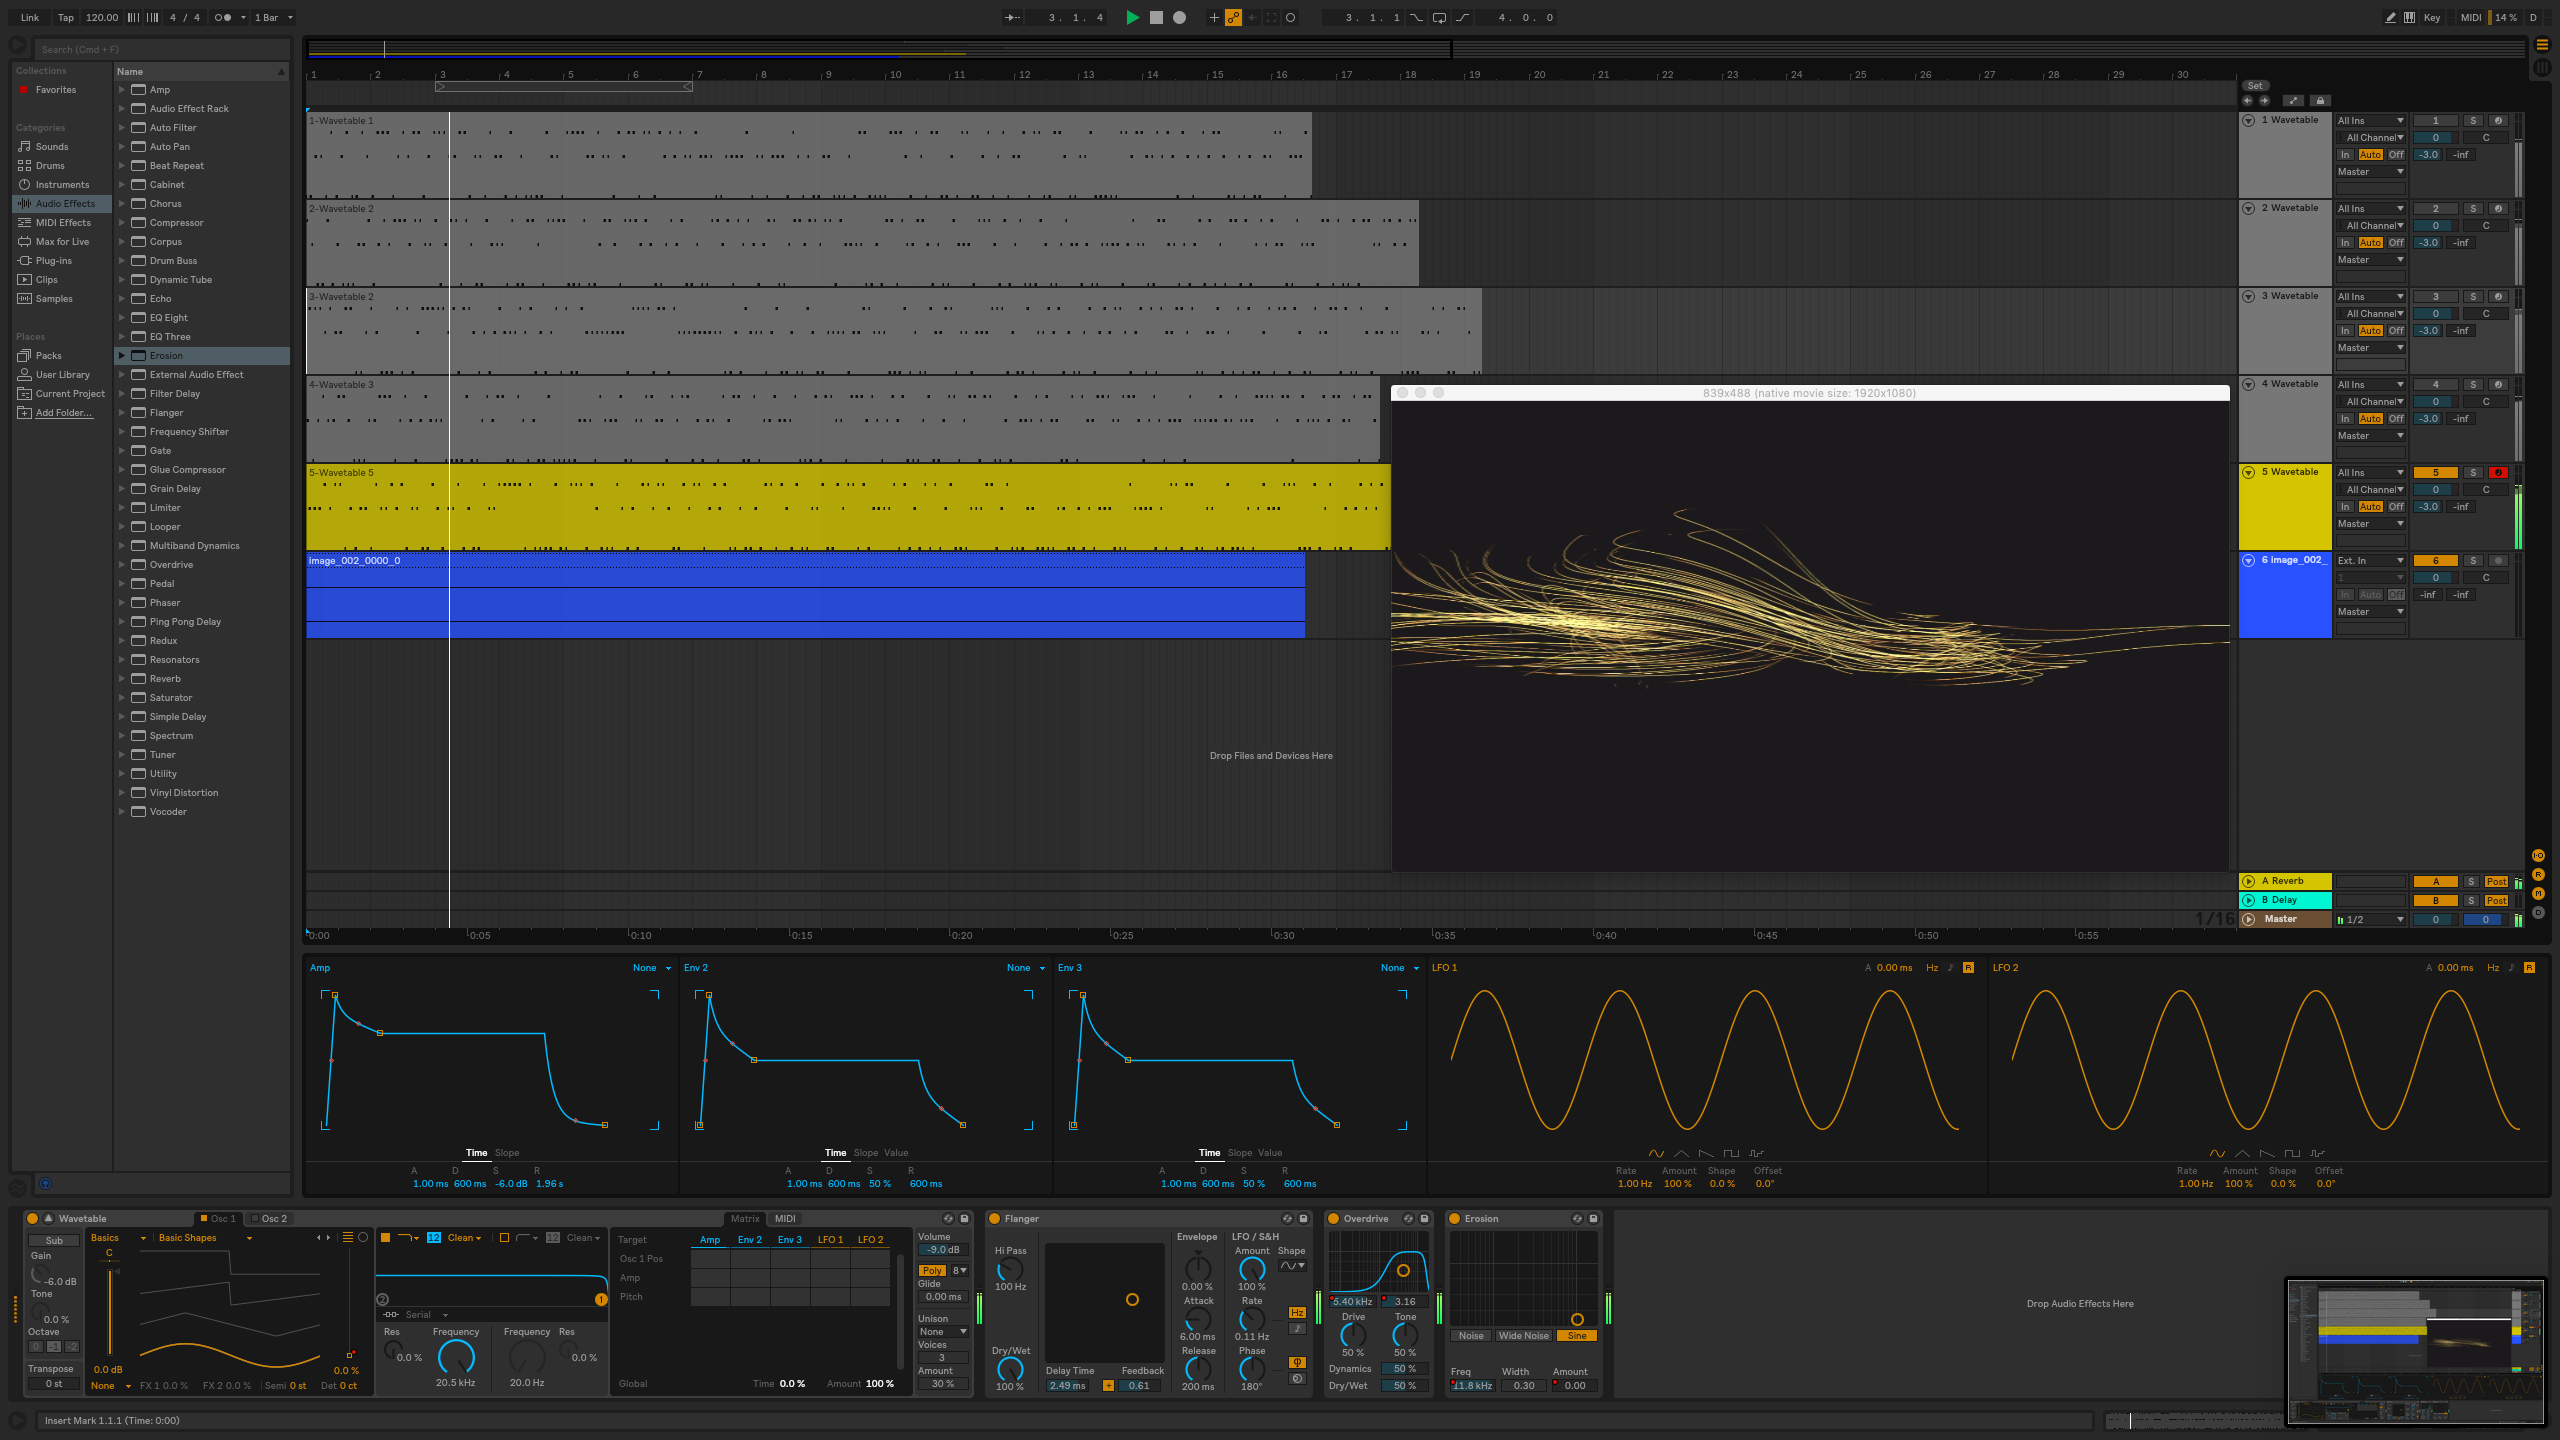 Link Tap 120.00 4 / 4 1 Bar
3. 1. 4
3. 1. 1 4. 0. 0
Key MIDI 14 % D
Search (Cmd + F)
Collections
Favorites
Categories
Sounds
Drums
Instruments
Audio Effects
MIDI Effects
Max for Live
Plug-ins
Clips
Samples
Places
Packs
User Library
Current Project
Add Folder...
Name
Amp
Audio Effect Rack
Auto Filter
Auto Pan
Beat Repeat
Cabinet
Chorus
Compressor
Corpus
Drum Buss
Dynamic Tube
Echo
EQ Eight
EQ Three
Erosion
External Audio Effect
Filter Delay
Flanger
Frequency Shifter
Gate
Glue Compressor
Grain Delay
Limiter
Looper
Multiband Dynamics
Overdrive
Pedal
Phaser
Ping Pong Delay
Redux
Resonators
Reverb
Saturator
Simple Delay
Spectrum
Tuner
Utility
Vinyl Distortion
Vocoder
1 2 3 4 5 6 7 8 9 10 11 12 13 14 15 16 17 18 19 20 21 22 23 24 25 26 27 28 29 30
Set
1-Wavetable 1
2-Wavetable 2
3-Wavetable 2
4-Wavetable 3
5-Wavetable 5
image_002_0000_0
839x488 (native movie size: 1920x1080)
Drop Files and Devices Here
1 Wavetable All Ins 1 S
All Channel 0 C
In Auto Off -3.0 -inf
Master
2 Wavetable All Ins 2 S
All Channel 0 C
In Auto Off -3.0 -inf
Master
3 Wavetable All Ins 3 S
All Channel 0 C
In Auto Off -3.0 -inf
Master
4 Wavetable All Ins 4 S
All Channel 0 C
In Auto Off -3.0 -inf
Master
5 Wavetable All Ins 5 S
All Channel 0 C
In Auto Off -3.0 -inf
Master
6 image_002_ Ext. In 6 S
1 0 C
In Auto Off -inf -inf
Master
A Reverb A S Post
B Delay B S Post
Master 1/2 0 0
1/16
0:00 0:05 0:10 0:15 0:20 0:25 0:30 0:35 0:40 0:45 0:50 0:55
Amp None
Time Slope
A D S R
1.00 ms 600 ms -6.0 dB 1.96 s
Env 2 None
Time Slope Value
A D S R
1.00 ms 600 ms 50 % 600 ms
Env 3 None
Time Slope Value
A D S R
1.00 ms 600 ms 50 % 600 ms
LFO 1 A 0.00 ms Hz R
Rate Amount Shape Offset
1.00 Hz 100 % 0.0 % 0.0°
LFO 2 A 0.00 ms Hz R
Rate Amount Shape Offset
1.00 Hz 100 % 0.0 % 0.0°
Wavetable Osc 1 Osc 2
Sub
Gain
-6.0 dB
Tone
0.0 %
Octave
0 -1 -2
Transpose
0 st
Basics Basic Shapes
C
0.0 dB 0.0 %
None FX 1 0.0 % FX 2 0.0 % Semi 0 st Det 0 ct
12 Clean 12 Clean
2 1
Serial
Res Frequency Frequency Res
0.0 % 0.0 %
20.5 kHz 20.0 Hz
Matrix MIDI
Target Amp Env 2 Env 3 LFO 1 LFO 2
Osc 1 Pos
Amp
Pitch
Global Time 0.0 % Amount 100 %
Volume
-9.0 dB
Poly 8
Glide
0.00 ms
Unison
None
Voices
3
Amount
30 %
Flanger
Hi Pass
100 Hz
Dry/Wet
100 %
Delay Time Feedback
2.49 ms + 0.61
Envelope
0.00 %
Attack
6.00 ms
Release
200 ms
LFO / S&H
Amount Shape
100 %
Rate
Hz
0.11 Hz
Phase
180°
Overdrive
5.40 kHz 3.16
Drive Tone
50 % 50 %
Dynamics 50 %
Dry/Wet 50 %
Erosion
Noise Wide Noise Sine
Freq Width Amount
11.8 kHz 0.30 0.00
Drop Audio Effects Here
Insert Mark 1.1.1 (Time: 0:00)